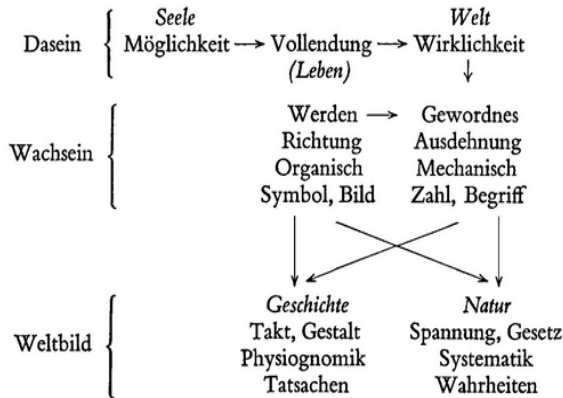 Seele Welt
Dasein Möglichkeit → Vollendung → Wirklichkeit
(Leben)
Werden → Gewordnes
Richtung Ausdehnung
Wachsein Organisch Mechanisch
Symbol, Bild Zahl, Begriff
Geschichte Natur
Takt, Gestalt Spannung, Gesetz
Weltbild Physiognomik Systematik
Tatsachen Wahrheiten